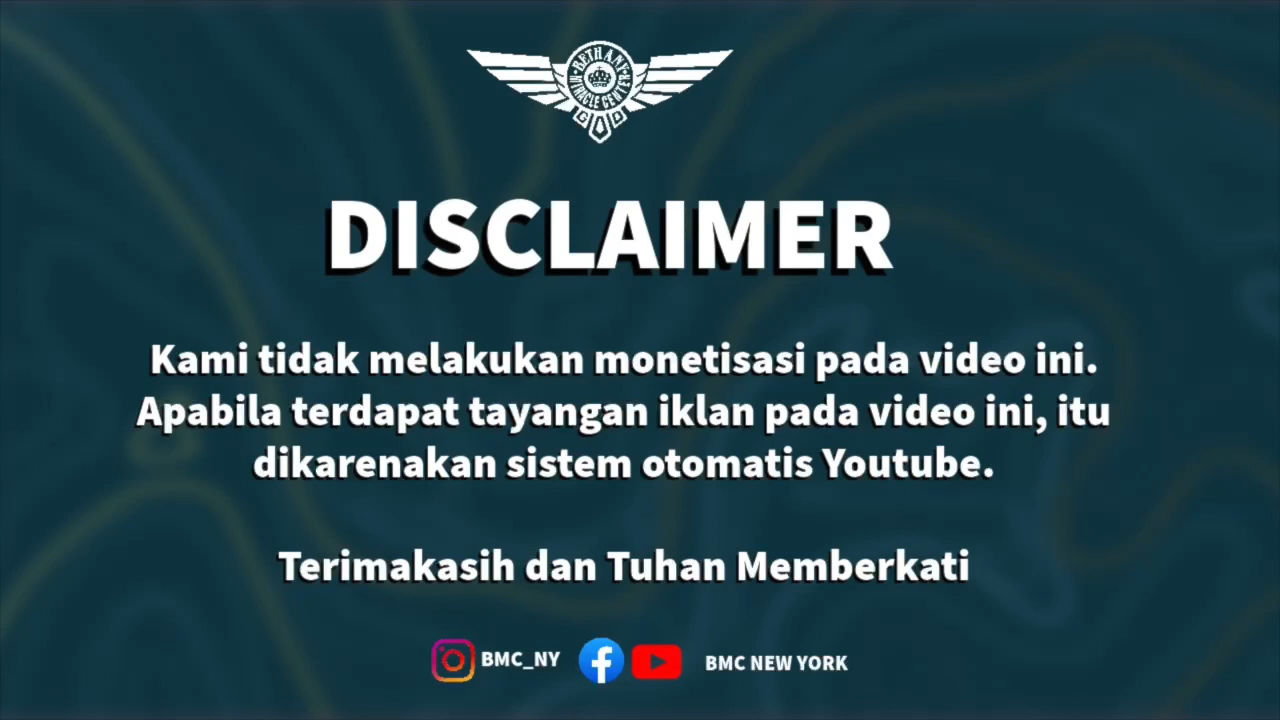 BETHANY
MIRACLE CENTER
DISCLAIMER
Kami tidak melakukan monetisasi pada video ini.
Apabila terdapat tayangan iklan pada video ini, itu
dikarenakan sistem otomatis Youtube.
Terimakasih dan Tuhan Memberkati
BMC_NY BMC NEW YORK